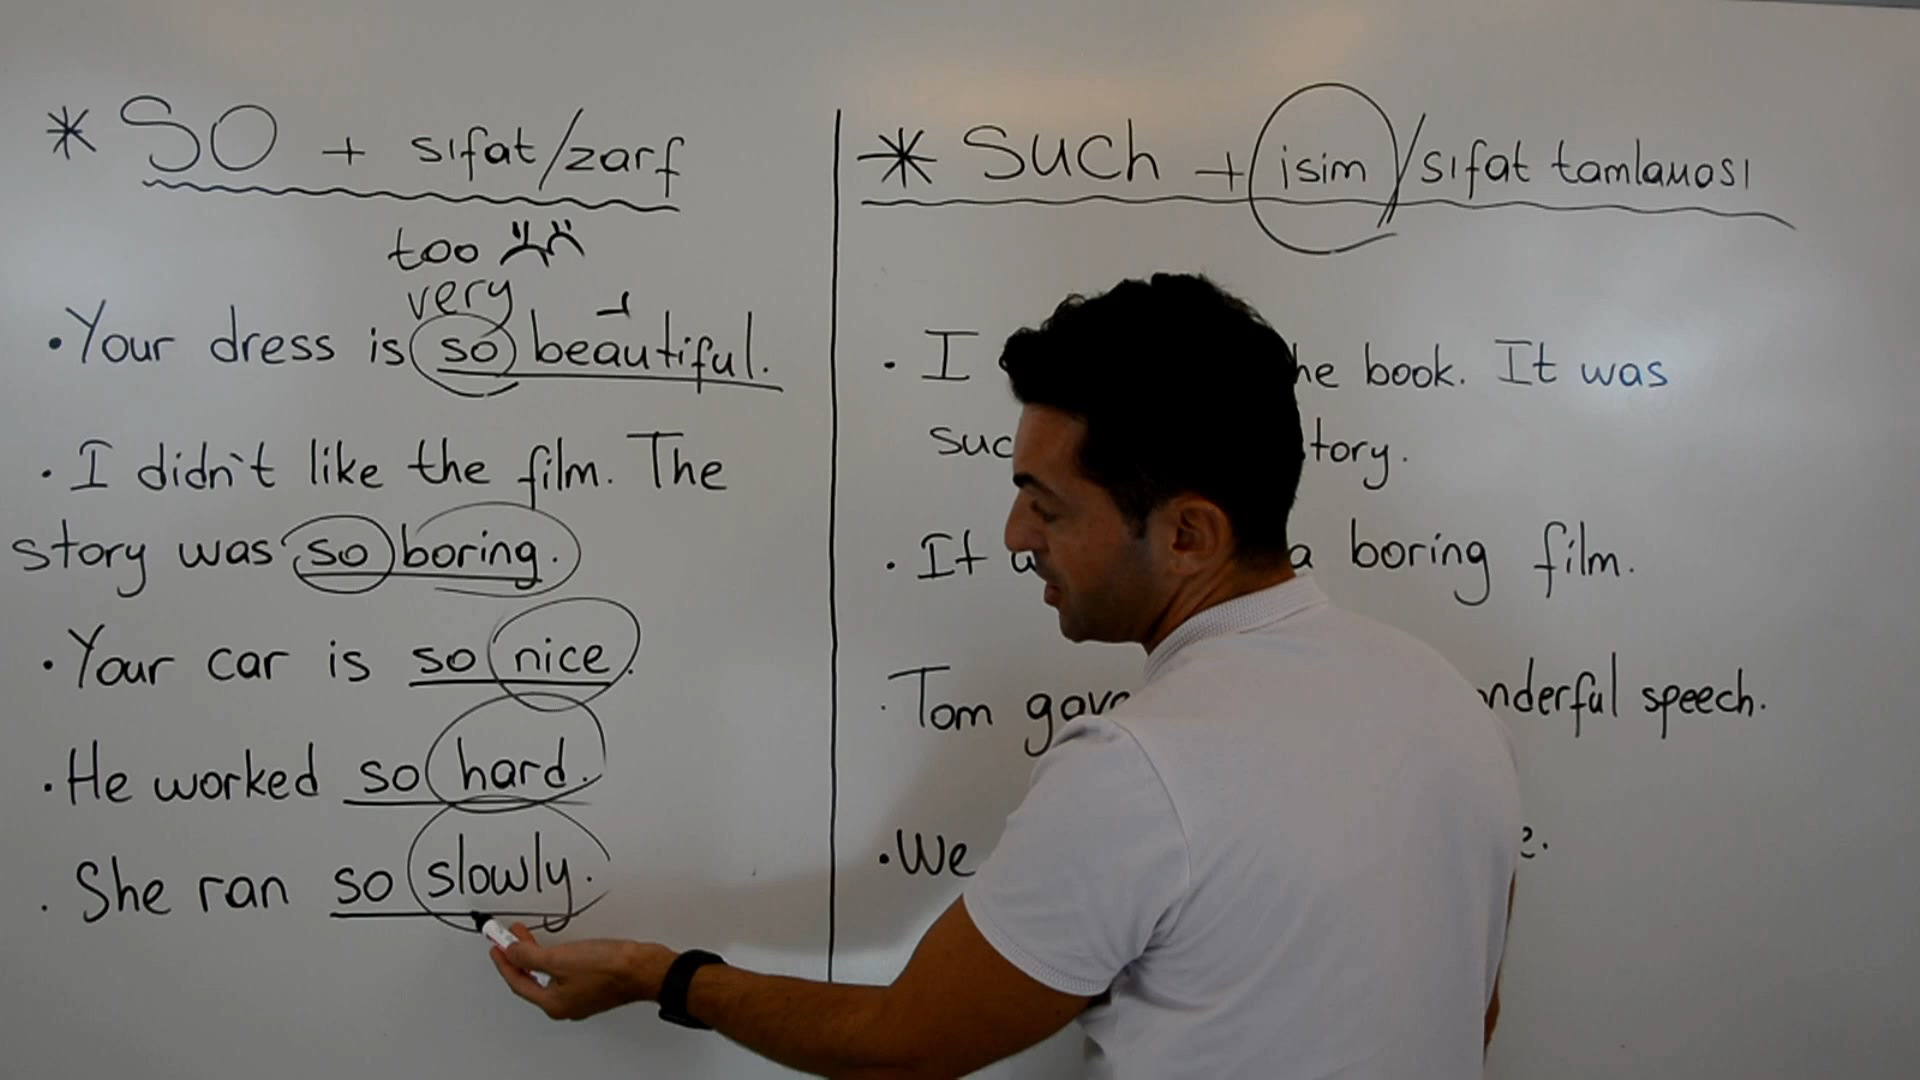 * SO + sıfat/zarf
too
very
• Your dress is so beautiful.
• I didn't like the film. The
story was so boring.
• Your car is so nice.
• He worked so hard.
• She ran so slowly.
* Such + isim/sıfat tamlaması
• I he book. It was
suc tory.
• It a boring film.
• Tom gave nderful speech.
• We